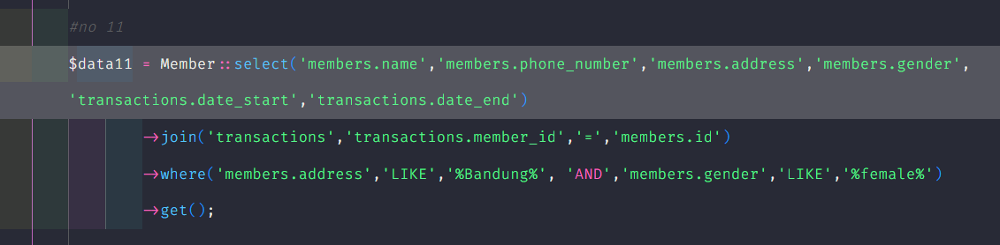 #no 11
$data11 = Member::select('members.name','members.phone_number','members.address','members.gender',
'transactions.date_start','transactions.date_end')
->join('transactions','transactions.member_id','=','members.id')
->where('members.address','LIKE','%Bandung%', 'AND','members.gender','LIKE','%female%')
->get();